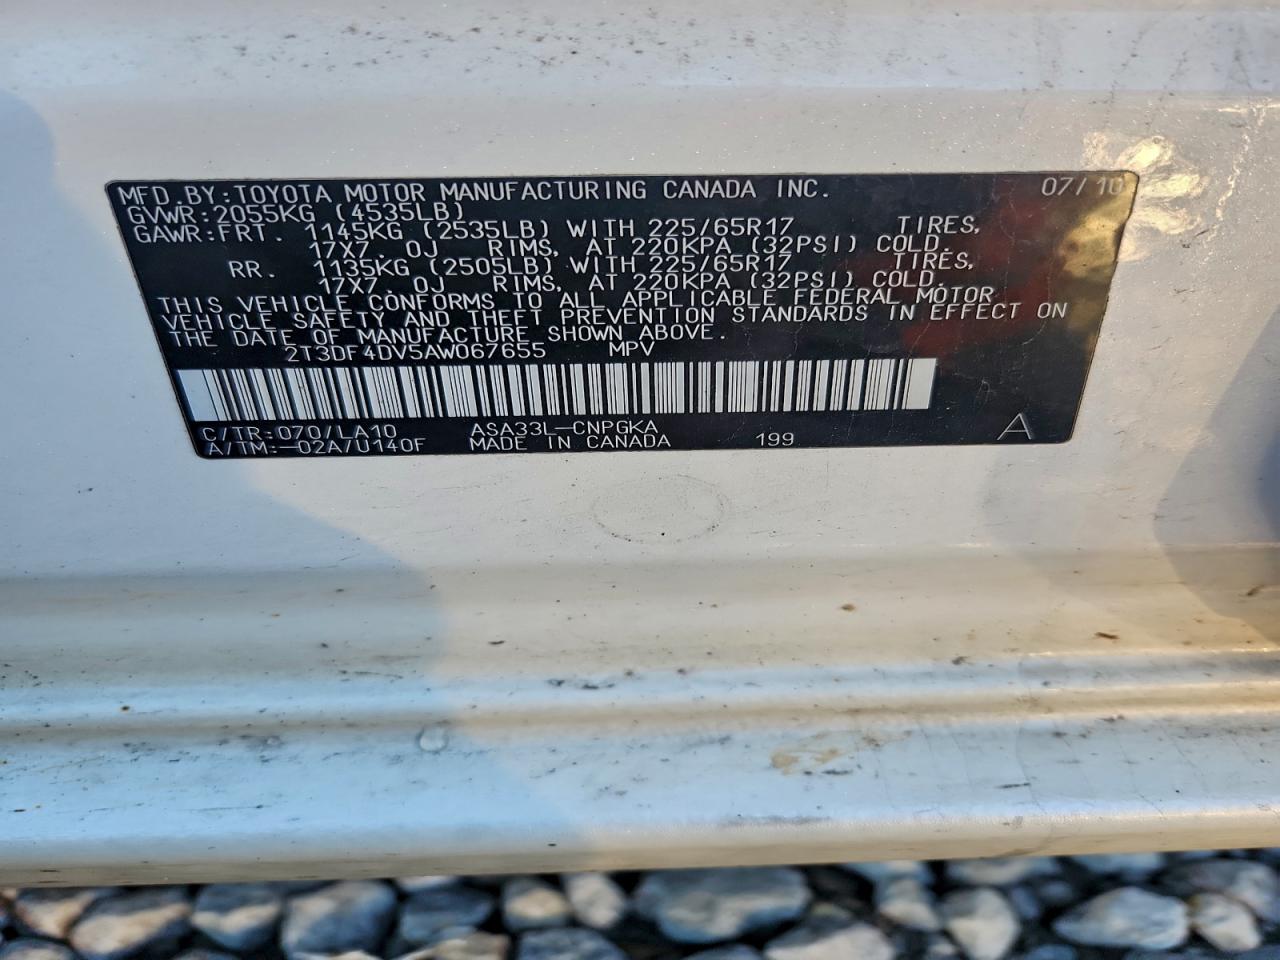 MFD.BY:TOYOTA MOTOR MANUFACTURING CANADA INC. 07/10
GVWR:2055KG (4535LB)
GAWR:FRT. 1145KG (2535LB) WITH 225/65R17 TIRES,
17X7.0J RIMS, AT 220KPA (32PSI) COLD.
RR. 1135KG (2505LB) WITH 225/65R17 TIRES,
17X7.0J RIMS, AT 220KPA (32PSI) COLD.
THIS VEHICLE CONFORMS TO ALL APPLICABLE FEDERAL MOTOR
VEHICLE SAFETY AND THEFT PREVENTION STANDARDS IN EFFECT ON
THE DATE OF MANUFACTURE SHOWN ABOVE.
2T3DF4DV5AW067655 MPV
C/TR:070/LA10 ASA33L-CNPGKA
A/TM:-02A/U140F MADE IN CANADA 199 A